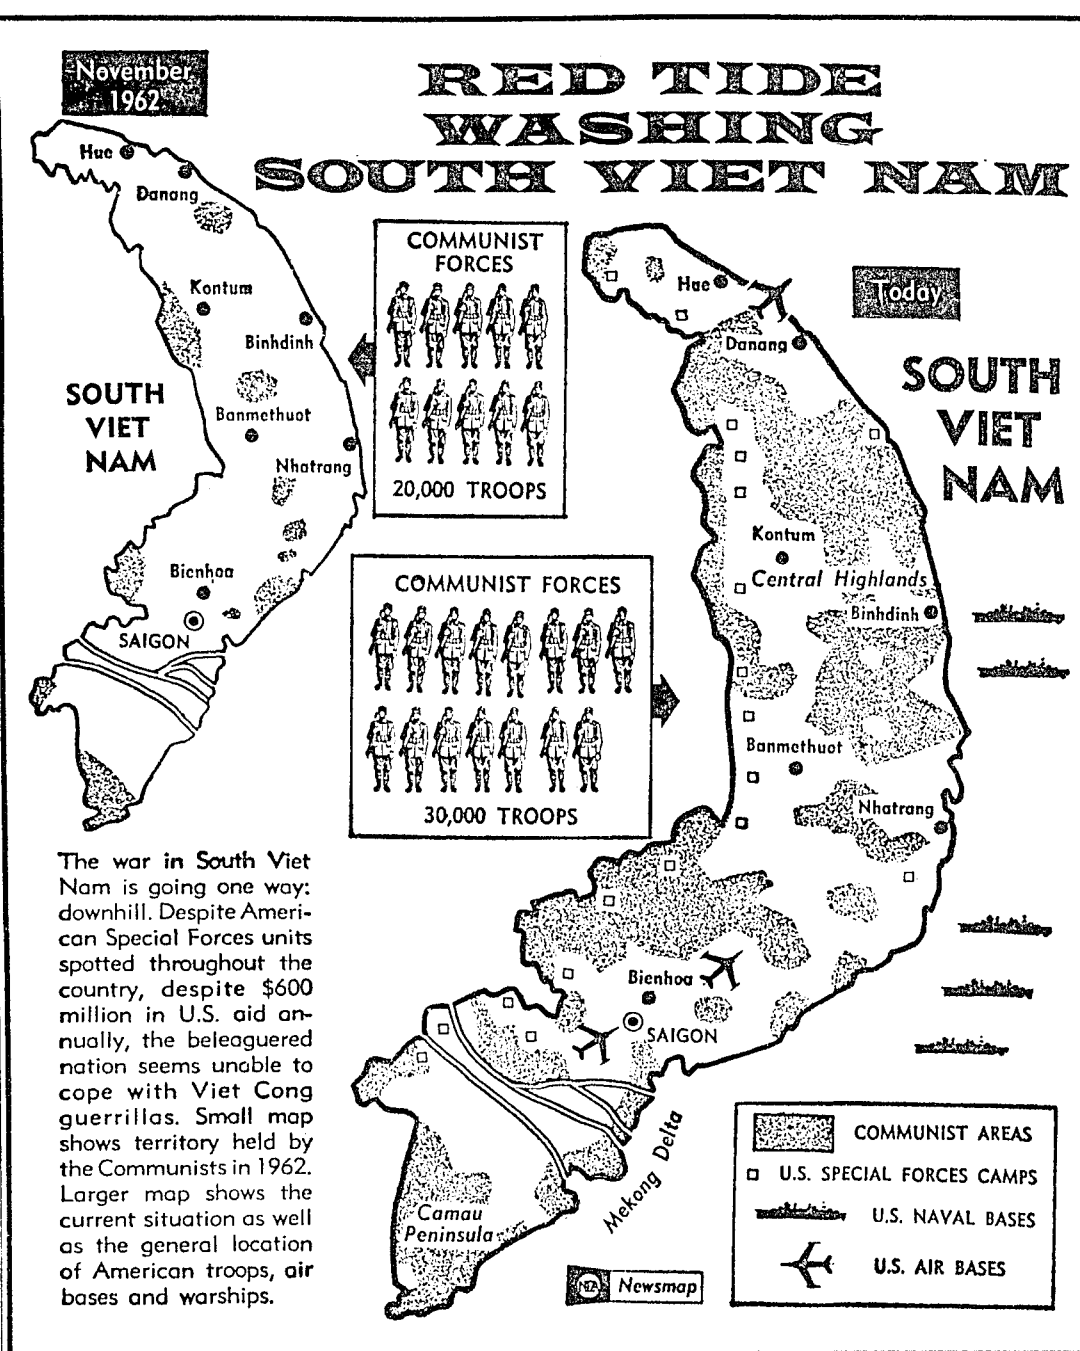 November
1962
RED TIDE
WASHING
SOUTH VIET NAM
Hue
Danang
Kontum
Binhdinh
SOUTH
VIET
NAM
Banmethuot
Nhatrang
Bienhoa
SAIGON
COMMUNIST
FORCES
20,000 TROOPS
COMMUNIST FORCES
30,000 TROOPS
Today
SOUTH
VIET
NAM
Hue
Danang
Kontum
Central Highlands
Binhdinh
Banmethuot
Nhatrang
Bienhoa
SAIGON
Mekong Delta
Camau
Peninsula
The war in South Viet
Nam is going one way:
downhill. Despite Ameri-
can Special Forces units
spotted throughout the
country, despite $600
million in U.S. aid an-
nually, the beleaguered
nation seems unable to
cope with Viet Cong
guerrillas. Small map
shows territory held by
the Communists in 1962.
Larger map shows the
current situation as well
as the general location
of American troops, air
bases and warships.
COMMUNIST AREAS
U.S. SPECIAL FORCES CAMPS
U.S. NAVAL BASES
U.S. AIR BASES
NEA Newsmap